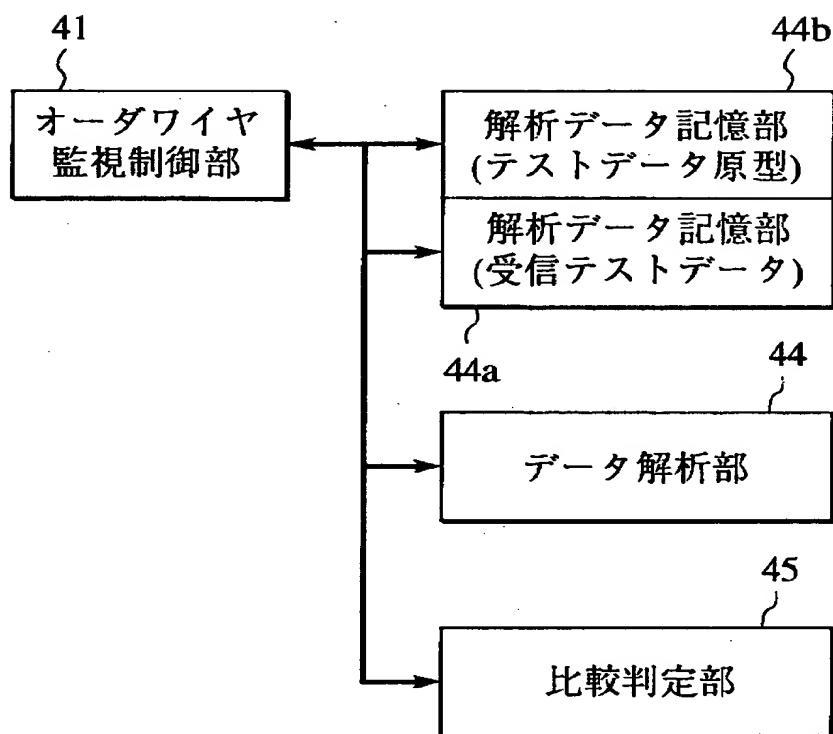 41
オーダワイヤ
監視制御部
44b
解析データ記憶部
(テストデータ原型)
解析データ記憶部
(受信テストデータ)
44a
44
データ解析部
45
比較判定部